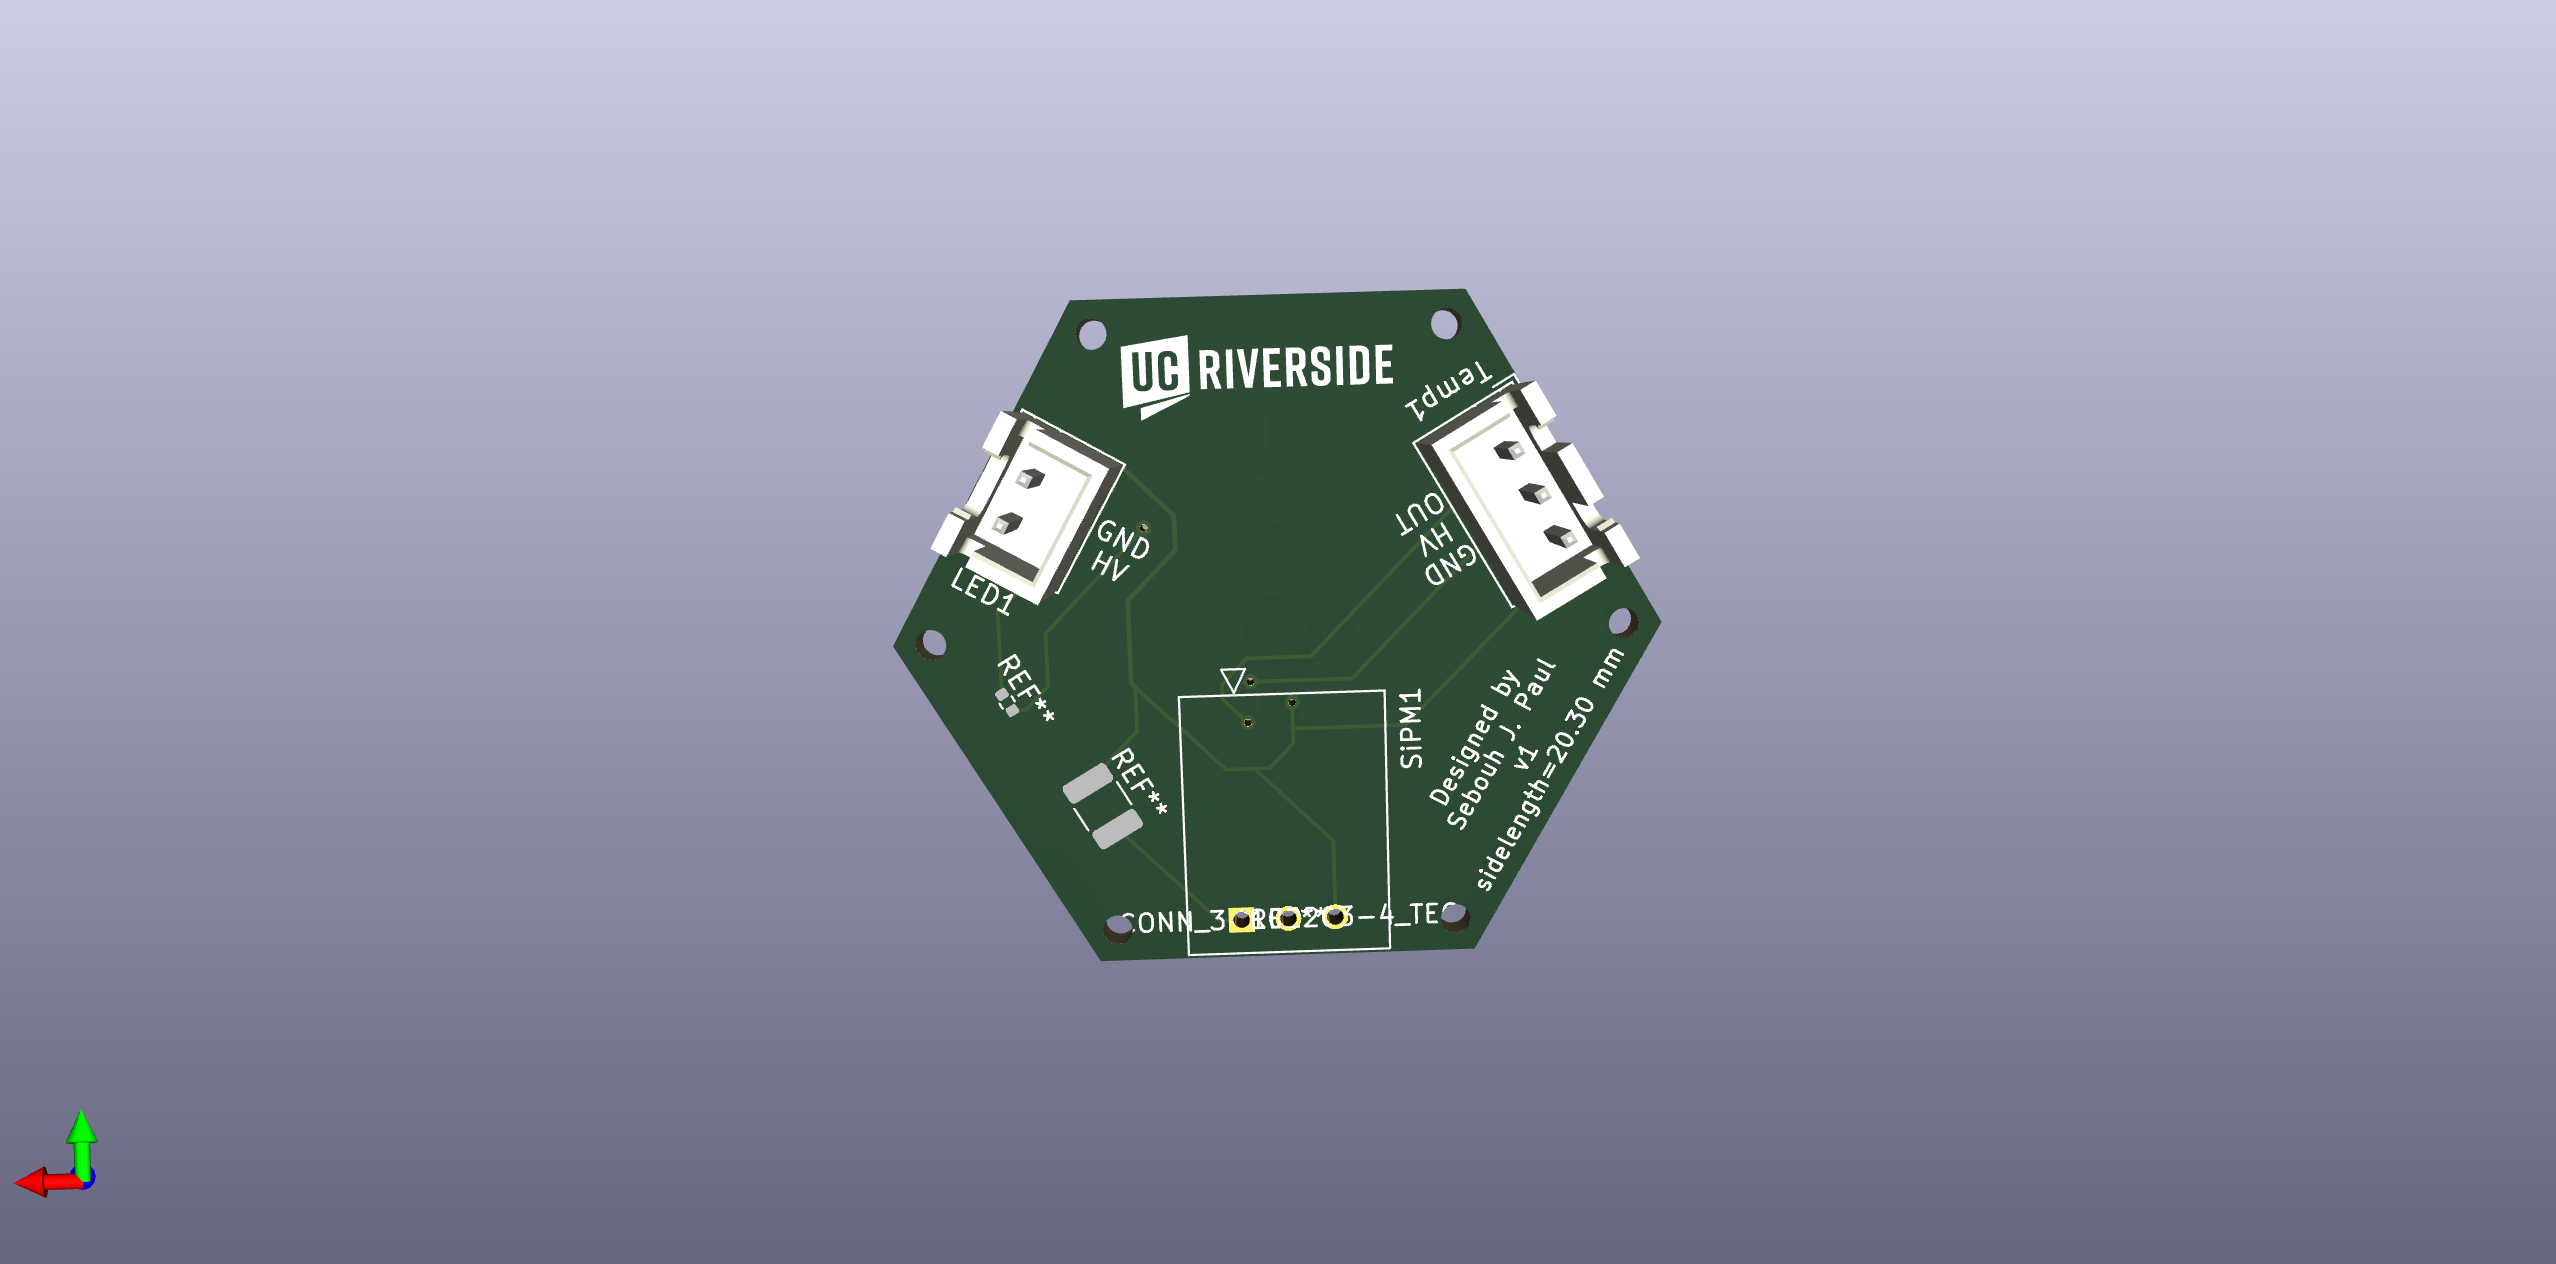 UC RIVERSIDE
Temp1
OUT
HV
GND
GND
HV
LED1
REF**
REF**
SiPM1
Designed by
Sebouh J. Paul
v1
sidelength=20.30 mm